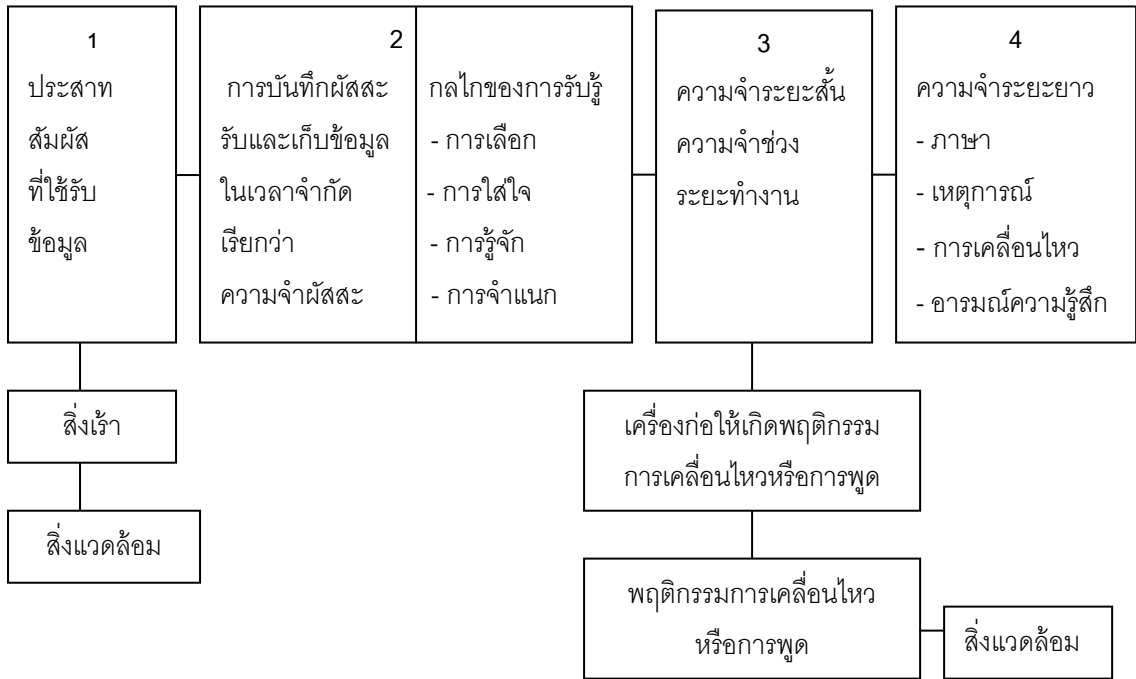 1
ประสาท
สัมผัส
ที่ใช้รับ
ข้อมูล
2
การบันทึกผัสสะ
รับและเก็บข้อมูล
ในเวลาจำกัด
เรียกว่า
ความจำผัสสะ
กลไกของการรับรู้
- การเลือก
- การใส่ใจ
- การรู้จัก
- การจำแนก
3
ความจำระยะสั้น
ความจำช่วง
ระยะทำงาน
4
ความจำระยะยาว
- ภาษา
- เหตุการณ์
- การเคลื่อนไหว
- อารมณ์ความรู้สึก
สิ่งเร้า
สิ่งแวดล้อม
เครื่องก่อให้เกิดพฤติกรรม
การเคลื่อนไหวหรือการพูด
พฤติกรรมการเคลื่อนไหว
หรือการพูด
สิ่งแวดล้อม